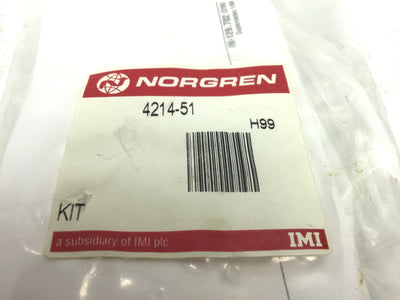 NORGREN
4214-51
H99
KIT
a subsidiary of IMI plc
IMI